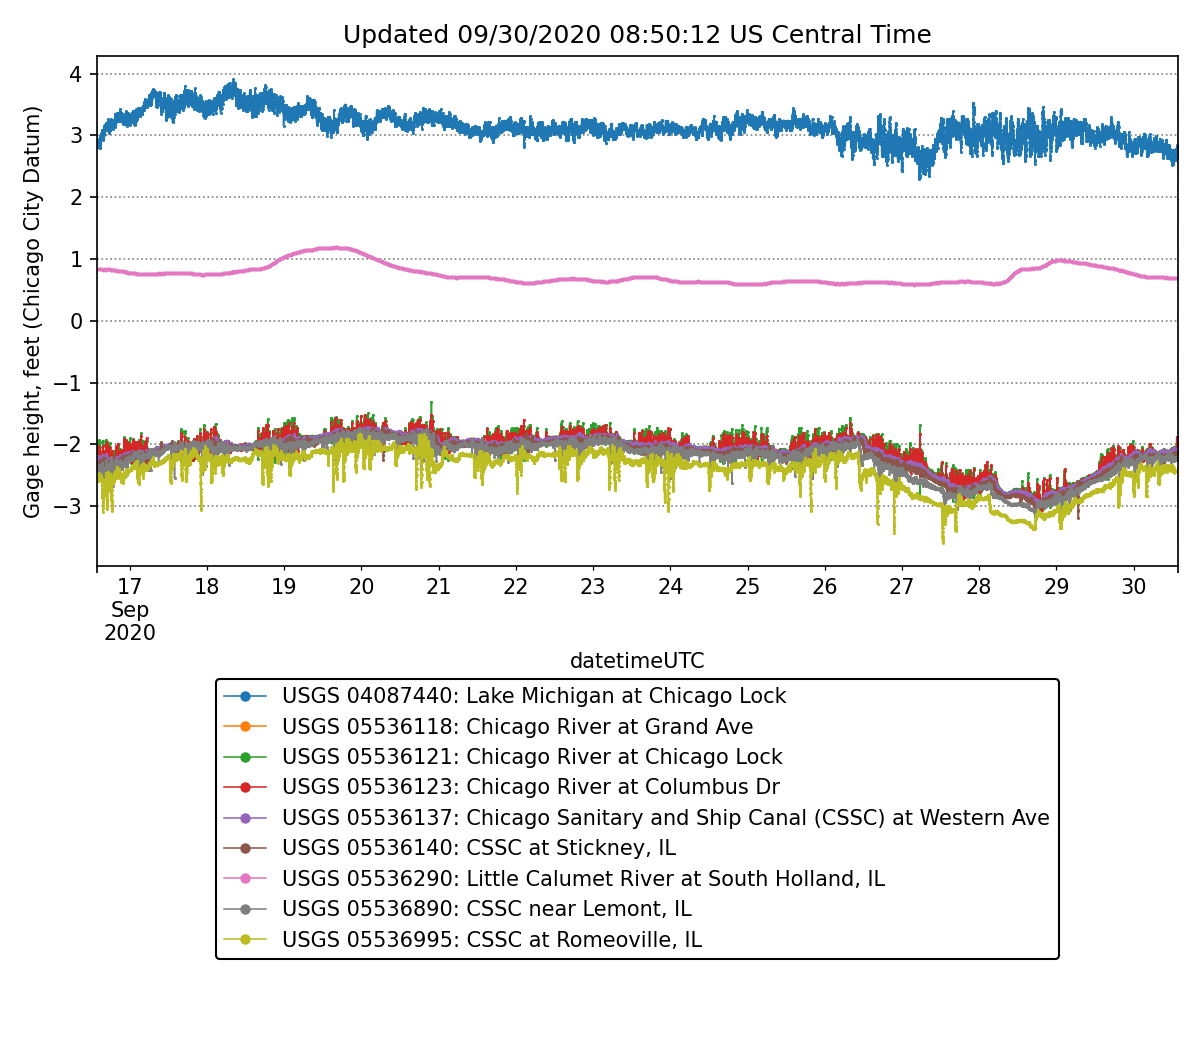 Updated 09/30/2020 08:50:12 US Central Time
Gage height, feet (Chicago City Datum)
4
3
2
1
0
−1
−2
−3
17 18 19 20 21 22 23 24 25 26 27 28 29 30
Sep
2020
datetimeUTC
USGS 04087440: Lake Michigan at Chicago Lock
USGS 05536118: Chicago River at Grand Ave
USGS 05536121: Chicago River at Chicago Lock
USGS 05536123: Chicago River at Columbus Dr
USGS 05536137: Chicago Sanitary and Ship Canal (CSSC) at Western Ave
USGS 05536140: CSSC at Stickney, IL
USGS 05536290: Little Calumet River at South Holland, IL
USGS 05536890: CSSC near Lemont, IL
USGS 05536995: CSSC at Romeoville, IL